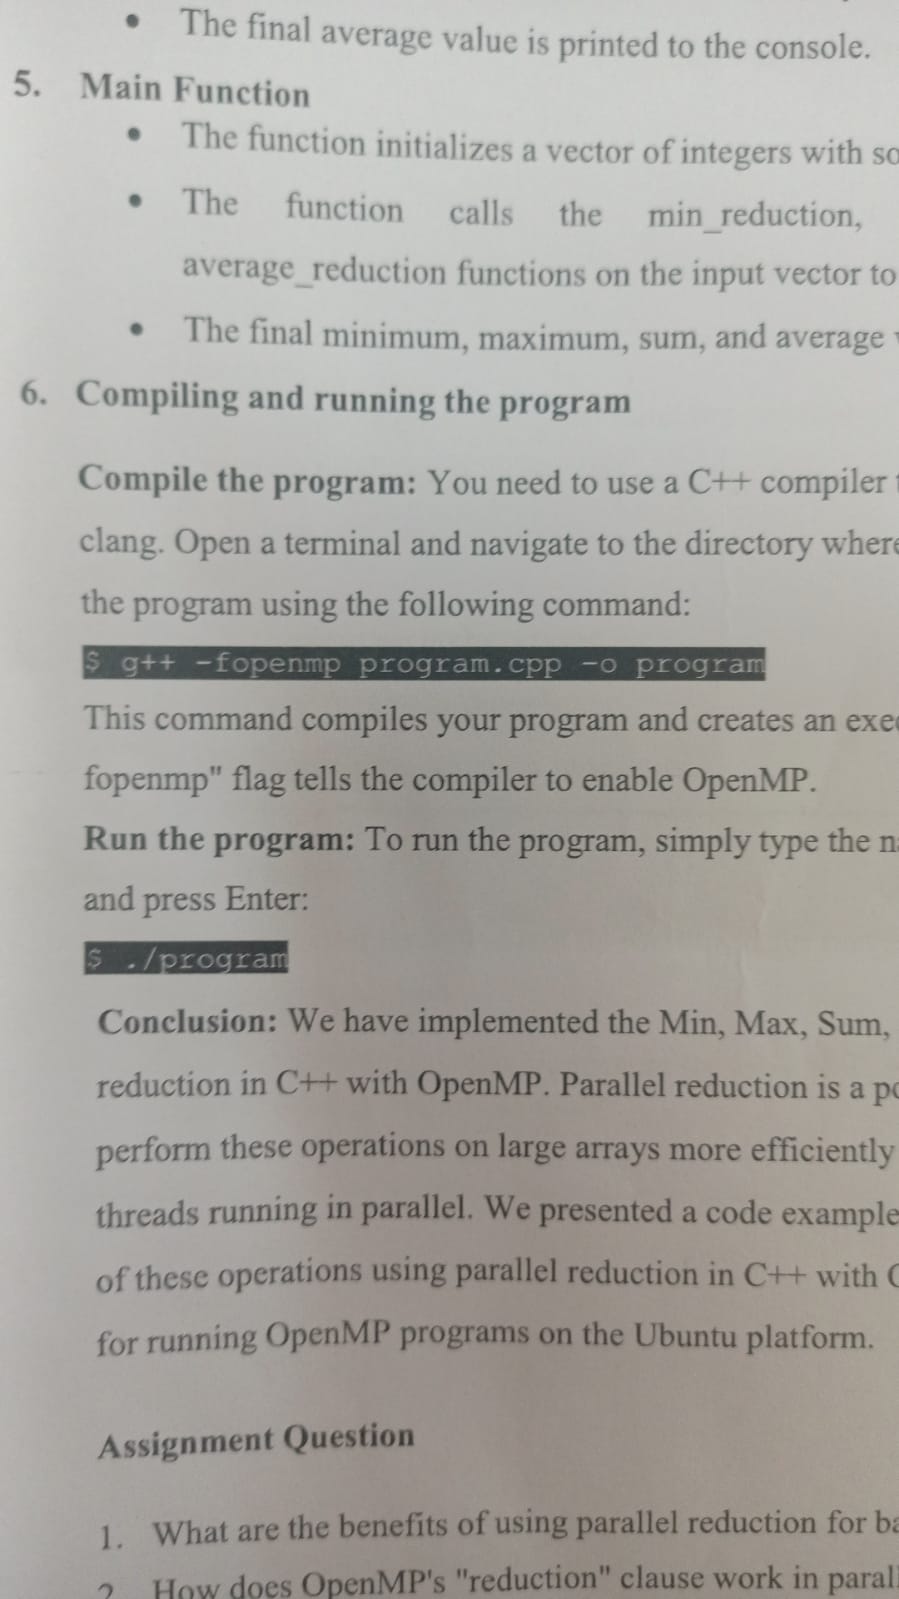 • The final average value is printed to the console.
5. Main Function
• The function initializes a vector of integers with
• The function calls the min_reduction,
average_reduction functions on the input vector to
• The final minimum, maximum, sum, and average
6. Compiling and running the program
Compile the program: You need to use a C++ compiler
clang. Open a terminal and navigate to the directory where
the program using the following command:
$ g++ -fopenmp program.cpp -o program
This command compiles your program and creates an
fopenmp" flag tells the compiler to enable OpenMP.
Run the program: To run the program, simply type the
and press Enter:
$ ./program
Conclusion: We have implemented the Min, Max, Sum,
reduction in C++ with OpenMP. Parallel reduction is a
perform these operations on large arrays more efficiently
threads running in parallel. We presented a code example
of these operations using parallel reduction in C++ with
for running OpenMP programs on the Ubuntu platform.
Assignment Question
1. What are the benefits of using parallel reduction for
2. How does OpenMP's "reduction" clause work in